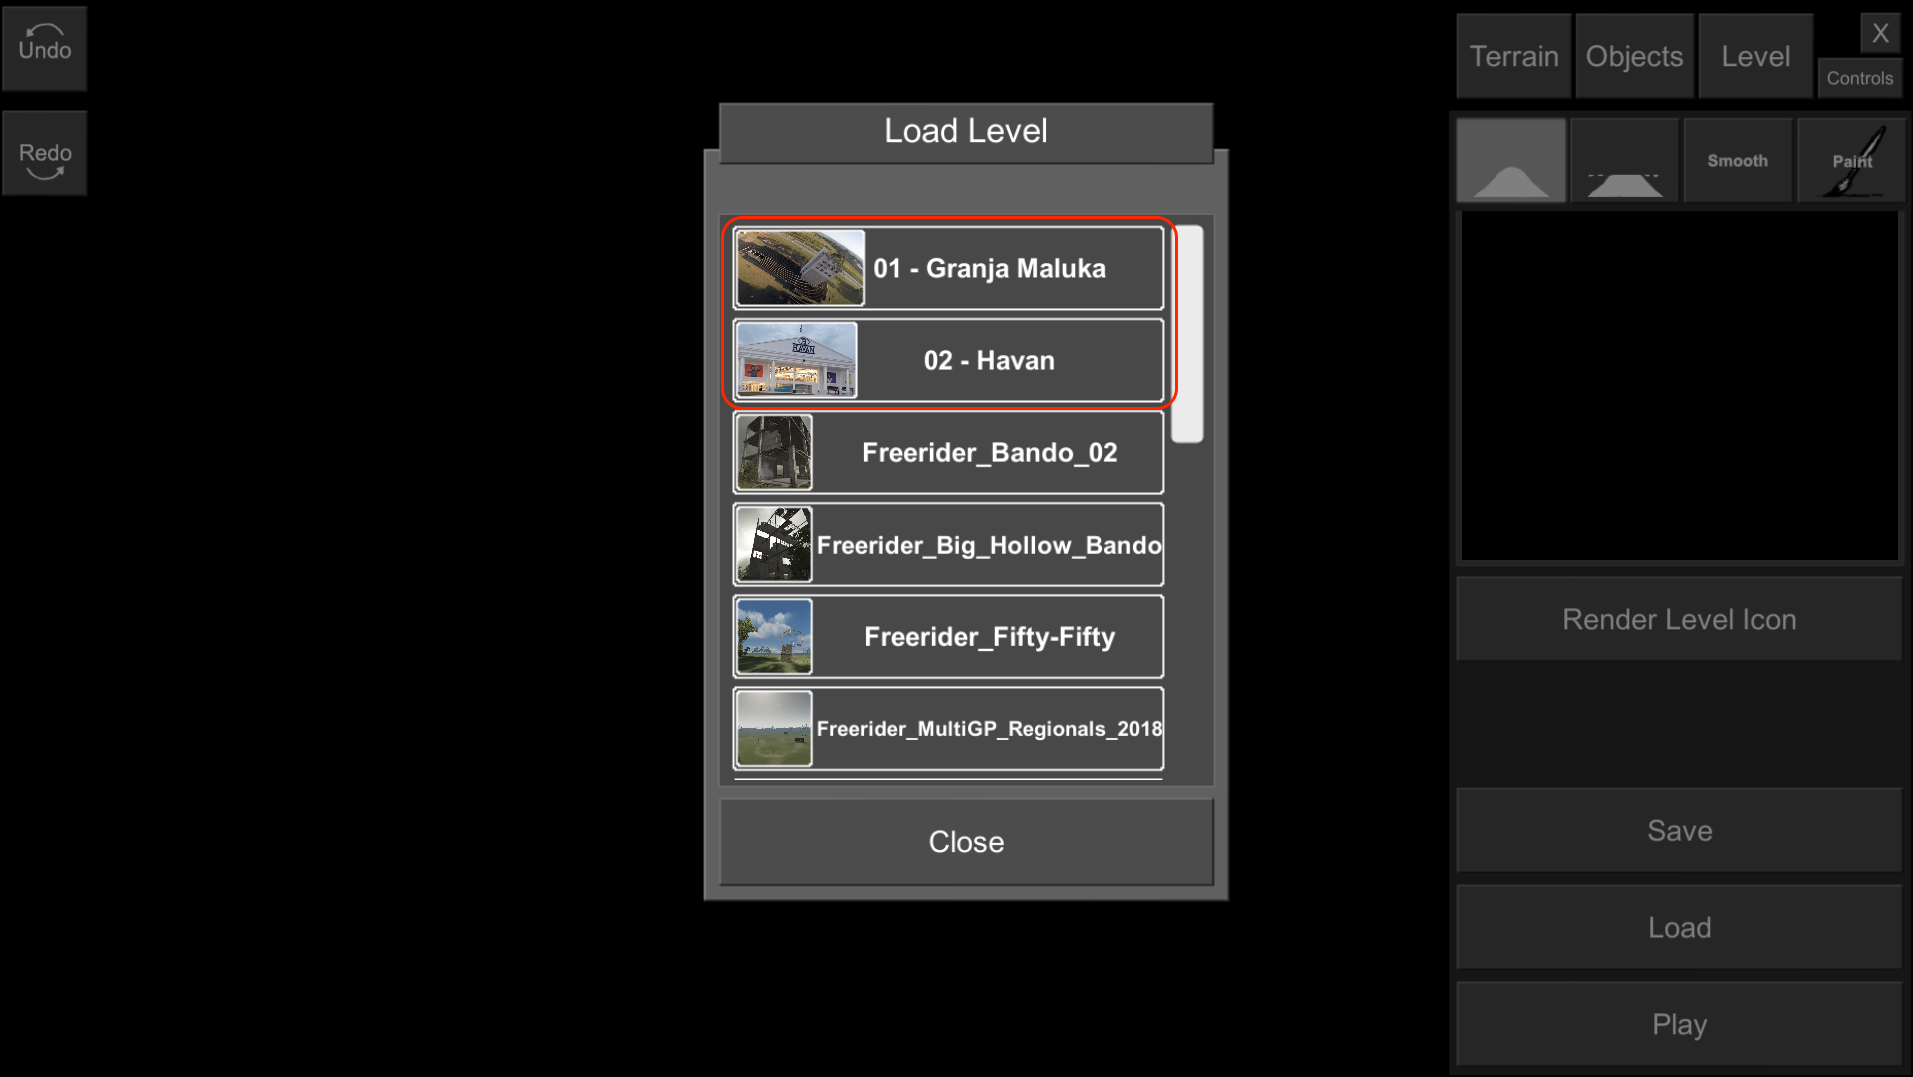 Undo
Redo
Load Level
01 - Granja Maluka
HAVAN
02 - Havan
Freerider_Bando_02
Freerider_Big_Hollow_Bando
Freerider_Fifty-Fifty
Freerider_MultiGP_Regionals_2018
Close
Terrain
Objects
Level
X
Controls
Smooth
Paint
Render Level Icon
Save
Load
Play